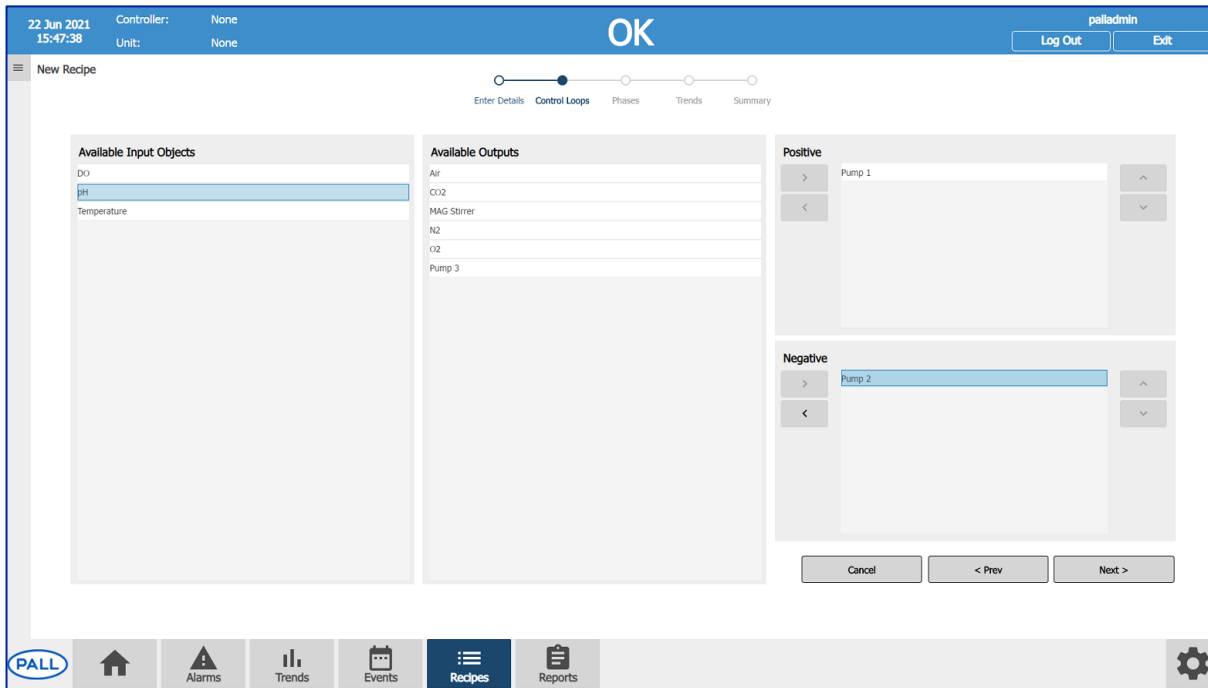 22 Jun 2021
15:47:38
Controller: None
Unit: None
OK
palladmin
Log Out
Exit
New Recipe
Enter Details
Control Loops
Phases
Trends
Summary
Available Input Objects
DO
pH
Temperature
Available Outputs
Air
CO2
MAG Stirrer
N2
O2
Pump 3
Positive
>
<
Pump 1
Negative
>
<
Pump 2
Cancel
< Prev
Next >
PALL
Alarms
Trends
Events
Recipes
Reports